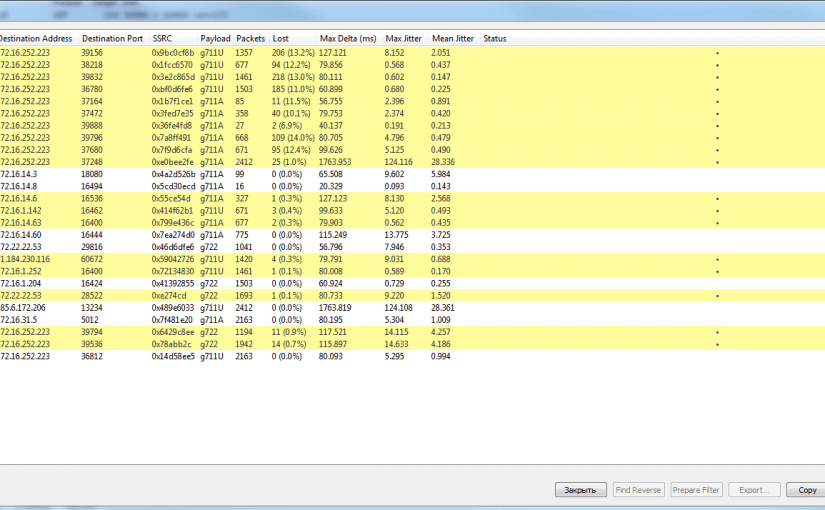 Destination Address Destination Port SSRC Payload Packets Lost Max Delta (ms) Max Jitter Mean Jitter Status
72.16.252.223 39156 0x9bc0cf8b g711U 1357 206 (13.2%) 127.121 8.152 2.051
72.16.252.223 38218 0x1fcc6570 g711U 677 94 (12.2%) 79.856 0.568 0.437
72.16.252.223 39832 0x3e2c865d g711U 1461 218 (13.0%) 80.111 0.602 0.147
72.16.252.223 36780 0xbf0d6fe6 g711U 1503 185 (11.0%) 60.899 0.680 0.225
72.16.252.223 37164 0x1b7f1ce1 g711A 85 11 (11.5%) 56.755 2.396 0.891
72.16.252.223 37472 0x3fed7e35 g711A 358 40 (10.1%) 79.753 2.374 0.420
72.16.252.223 39888 0x36fe4fd8 g711A 27 2 (6.9%) 40.137 0.191 0.213
72.16.252.223 39796 0x7a8ff491 g711A 668 109 (14.0%) 80.705 4.796 0.479
72.16.252.223 37680 0x7f9d6cfa g711A 671 95 (12.4%) 99.626 5.125 0.490
72.16.252.223 37248 0xe0bee2fe g711A 2412 25 (1.0%) 1763.953 124.116 28.336
72.16.14.3 18080 0x4a2d526b g711A 99 0 (0.0%) 65.508 9.602 5.984
72.16.14.8 16494 0x5cd30ecd g711A 16 0 (0.0%) 20.329 0.093 0.143
72.16.14.6 16536 0x55ce54d g711A 327 1 (0.3%) 127.123 8.130 2.568
72.16.1.142 16462 0x414f62b1 g711U 671 3 (0.4%) 99.633 5.120 0.493
72.16.14.63 16400 0x799e436c g711A 677 2 (0.3%) 79.903 0.562 0.435
72.16.14.60 16444 0x7ea274d0 g711A 775 0 (0.0%) 115.249 13.775 3.725
72.22.22.53 29816 0x46d6dfe6 g722 1041 0 (0.0%) 56.796 7.946 0.353
1.184.230.116 60672 0x59042726 g711U 1420 4 (0.3%) 79.791 9.031 0.688
72.16.1.252 16400 0x72134830 g711U 1461 1 (0.1%) 80.008 0.589 0.170
72.16.1.204 16424 0x41392855 g722 1503 0 (0.0%) 60.924 0.729 0.255
72.22.22.53 28522 0xe274cd g722 1693 1 (0.1%) 80.733 9.220 1.520
85.6.172.206 13234 0x489e6033 g711U 2412 0 (0.0%) 1763.819 124.108 28.361
72.16.31.5 5012 0x7f481e20 g711A 2163 0 (0.0%) 80.195 5.304 1.009
72.16.252.223 39794 0x6429c8ee g722 1194 11 (0.9%) 117.521 14.115 4.257
72.16.252.223 39536 0x78abb2c g722 1942 14 (0.7%) 115.897 14.633 4.186
72.16.252.223 36812 0x14d58ee5 g711U 2163 0 (0.0%) 80.093 5.295 0.994
Закрыть Find Reverse Prepare Filter Export... Copy